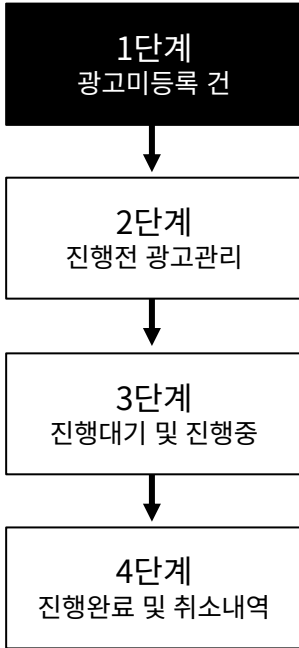 1단계
광고미등록 건
2단계
진행전 광고관리
3단계
진행대기 및 진행중
4단계
진행완료 및 취소내역